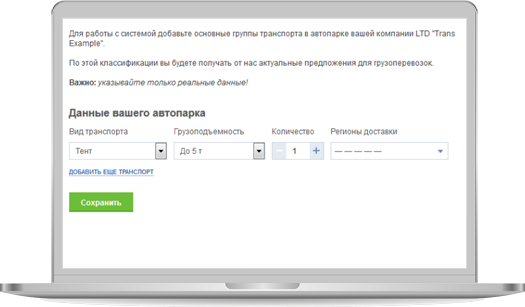 Для работы с системой добавьте основные группы транспорта в автопарке вашей компании LTD "Trans
Example".
По этой классификации вы будете получать от нас актуальные предложения для грузоперевозок.
Важно: указывайте только реальные данные!
Данные вашего автопарка
Вид транспорта Грузоподъемность Количество Регионы доставки
Тент До 5 т − 1 + — — — — —
ДОБАВИТЬ ЕЩЕ ТРАНСПОРТ
Сохранить